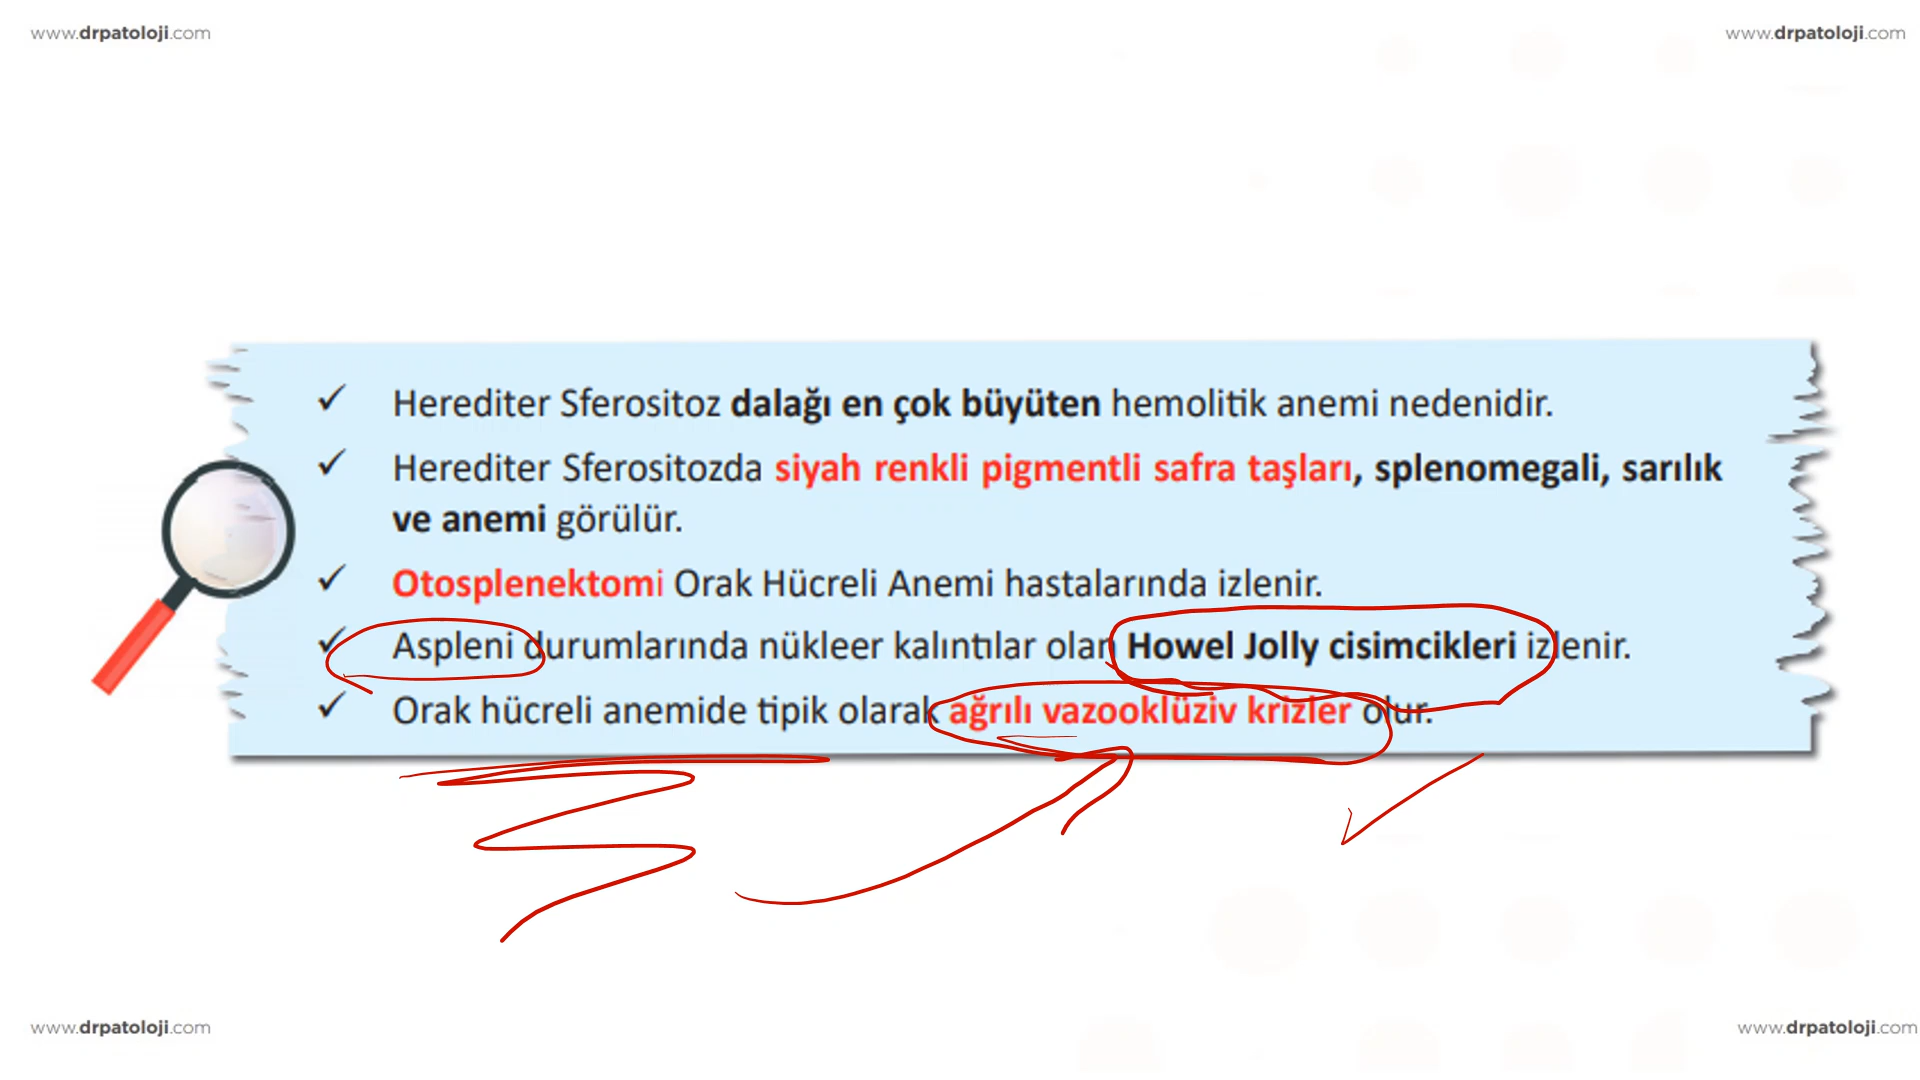 www.drpatoloji.com
www.drpatoloji.com
✓ Herediter Sferositoz dalağı en çok büyüten hemolitik anemi nedenidir.
✓ Herediter Sferositozda siyah renkli pigmentli safra taşları, splenomegali, sarılık
ve anemi görülür.
✓ Otosplenektomi Orak Hücreli Anemi hastalarında izlenir.
✓ Aspleni durumlarında nükleer kalıntılar olan Howel Jolly cisimcikleri izlenir.
✓ Orak hücreli anemide tipik olarak ağrılı vazooklüziv krizler olur.
www.drpatoloji.com
www.drpatoloji.com